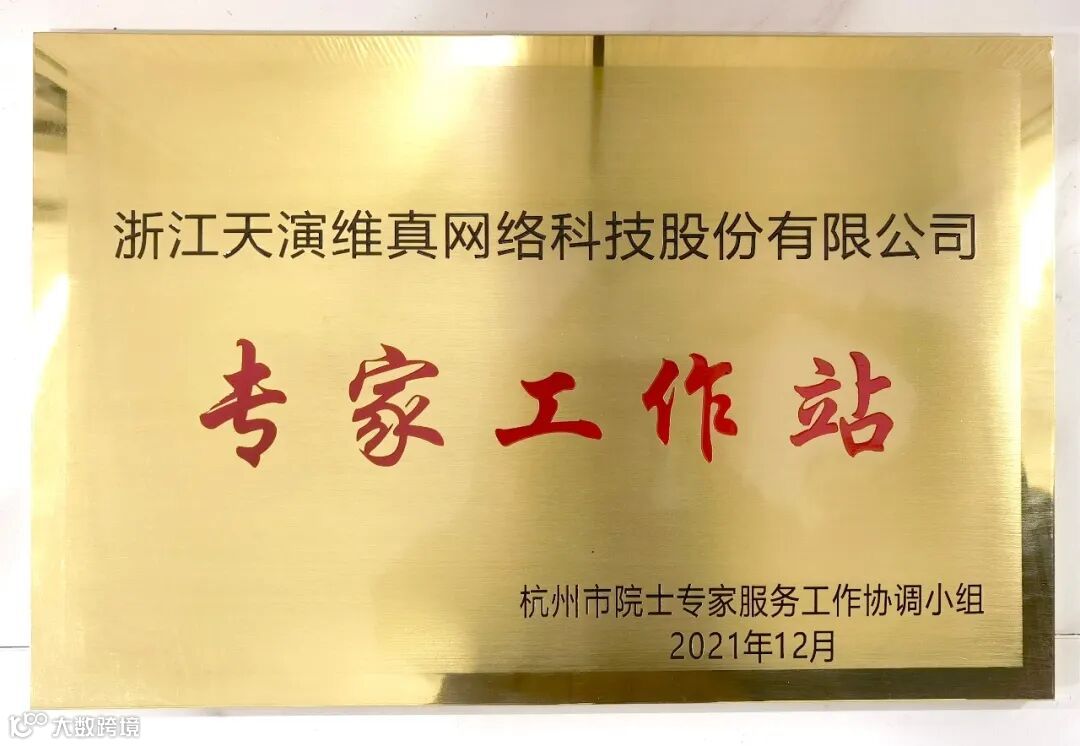 浙江天演维真网络科技股份有限公司
专家工作站
杭州市院士专家服务工作协调小组
2021年12月
大数跨境